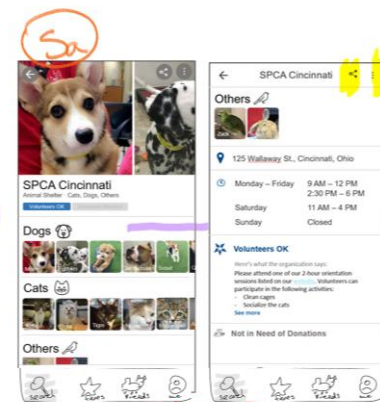 5a
SPCA Cincinnati
Animal Shelter · Cats, Dogs, Others
Volunteers OK
Dogs
Cats
Tiger
Others
search
friends
me
SPCA Cincinnati
Others
Jack
125 Wallaway St., Cincinnati, Ohio
Monday – Friday 9 AM – 12 PM
2:30 PM – 6 PM
Saturday 11 AM – 4 PM
Sunday Closed
Volunteers OK
Here's what the organization says:
Please attend one of our 2-hour orientation
sessions listed on our website. Volunteers can
participate in the following activities:
- Clean cages
- Socialize the cats
See more
Not in Need of Donations
search
friends
me